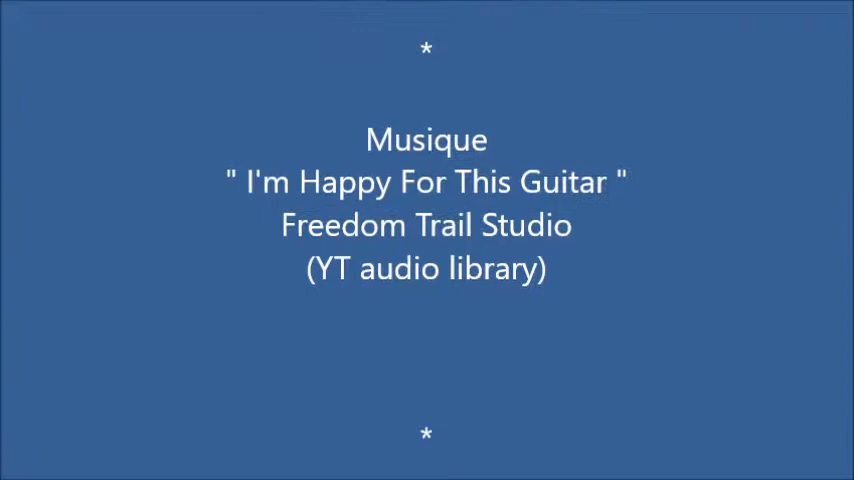 *
Musique
" I'm Happy For This Guitar "
Freedom Trail Studio
(YT audio library)
*